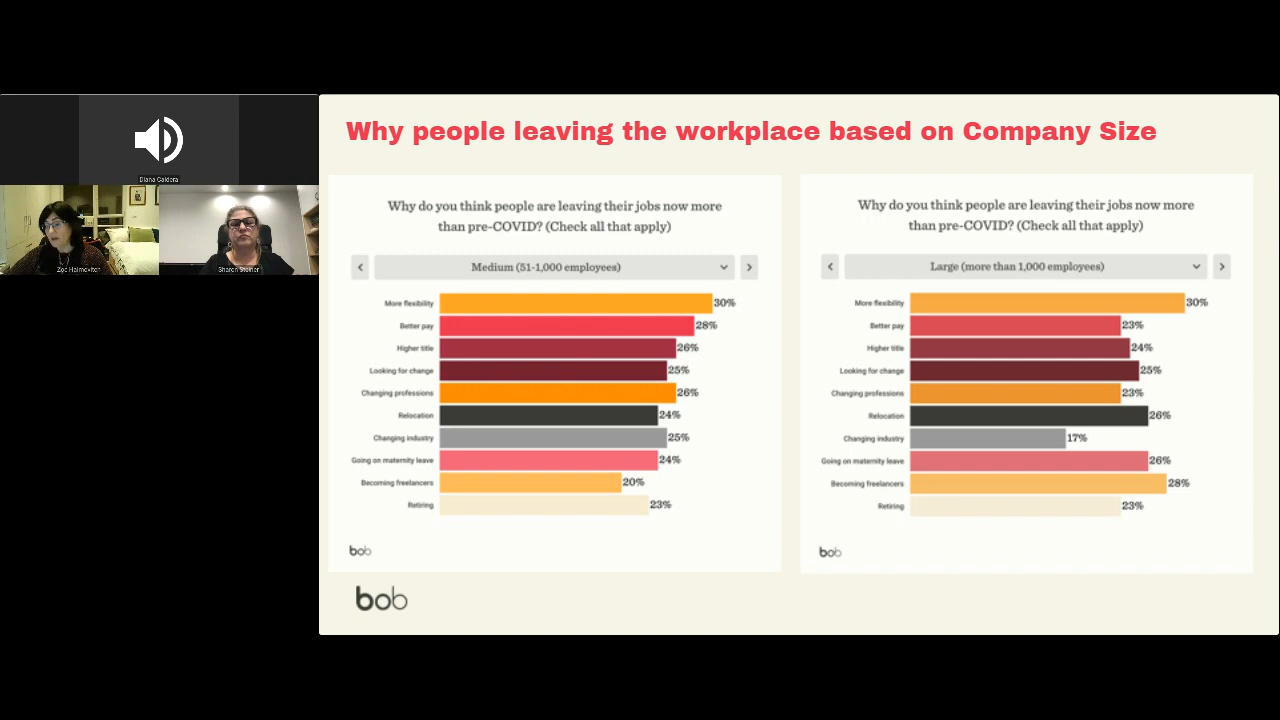 Diana Caldera
Zoe Haimovitch
Sharon Steiner
Why people leaving the workplace based on Company Size
Why do you think people are leaving their jobs now more
than pre-COVID? (Check all that apply)
Medium (51-1,000 employees)
More flexibility 30%
Better pay 28%
Higher title 26%
Looking for change 25%
Changing professions 26%
Relocation 24%
Changing industry 25%
Going on maternity leave 24%
Becoming freelancers 20%
Retiring 23%
bob
Why do you think people are leaving their jobs now more
than pre-COVID? (Check all that apply)
Large (more than 1,000 employees)
More flexibility 30%
Better pay 23%
Higher title 24%
Looking for change 25%
Changing professions 23%
Relocation 26%
Changing industry 17%
Going on maternity leave 26%
Becoming freelancers 28%
Retiring 23%
bob
bob